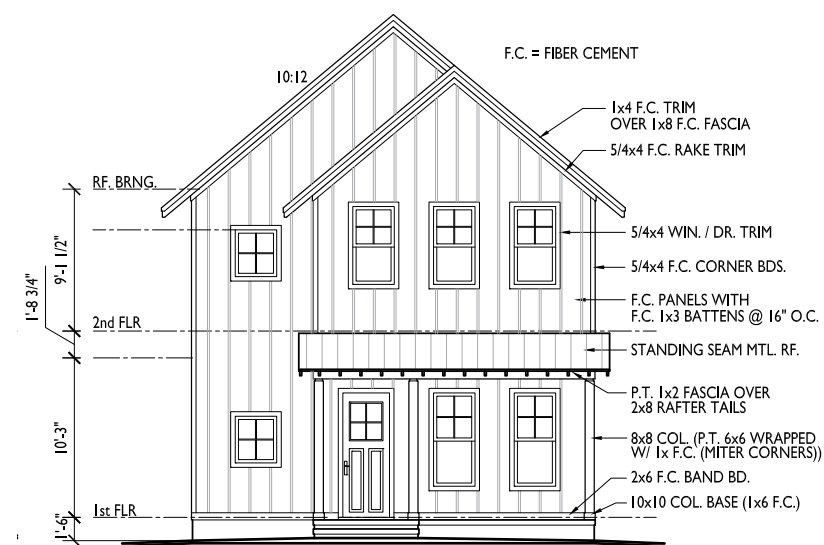 F.C. = FIBER CEMENT
10:12
1x4 F.C. TRIM
OVER 1x8 F.C. FASCIA
5/4x4 F.C. RAKE TRIM
RF. BRNG.
5/4x4 WIN. / DR. TRIM
9'-1 1/2"
5/4x4 F.C. CORNER BDS.
1'-8 3/4"
F.C. PANELS WITH
F.C. 1x3 BATTENS @ 16" O.C.
2nd FLR
STANDING SEAM MTL. RF.
P.T. 1x2 FASCIA OVER
2x8 RAFTER TAILS
10'-3"
8x8 COL. (P.T. 6x6 WRAPPED
W/ 1x F.C. (MITER CORNERS))
2x6 F.C. BAND BD.
1st FLR
10x10 COL. BASE (1x6 F.C.)
1'-6"